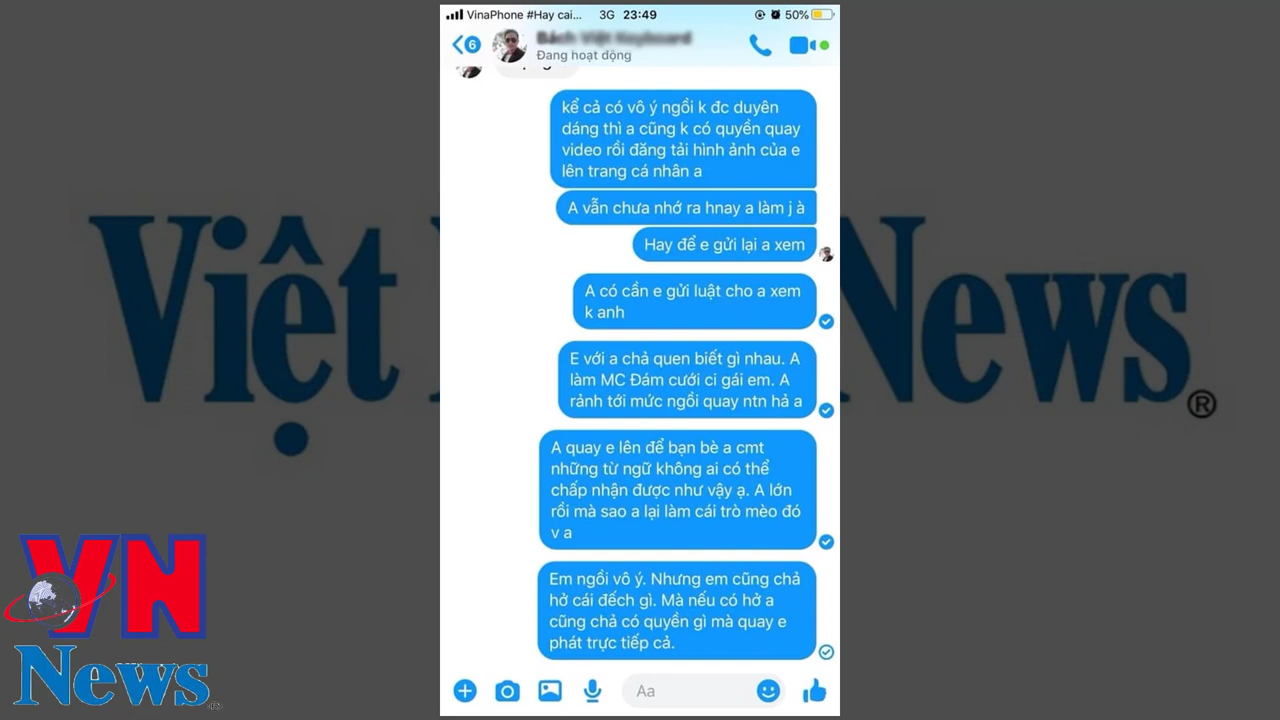 VinaPhone #Hay cai... 3G 23:49 50%
6
Đang hoạt động
kể cả có vô ý ngồi k đc duyên
dáng thì a cũng k có quyền quay
video rồi đăng tải hình ảnh của e
lên trang cá nhân a
A vẫn chưa nhớ ra hnay a làm j à
Hay để e gửi lại a xem
A có cần e gửi luật cho a xem
k anh
E với a chả quen biết gì nhau. A
làm MC Đám cưới ci gái em. A
rảnh tới mức ngồi quay ntn hả a
A quay e lên để bạn bè a cmt
những từ ngữ không ai có thể
chấp nhận được như vậy ạ. A lớn
rồi mà sao a lại làm cái trò mèo đó
v a
Em ngồi vô ý. Nhưng em cũng chả
hở cái đếch gì. Mà nếu có hở a
cũng chả có quyền gì mà quay e
phát trực tiếp cả.
Aa
Việt
News®
VN
News